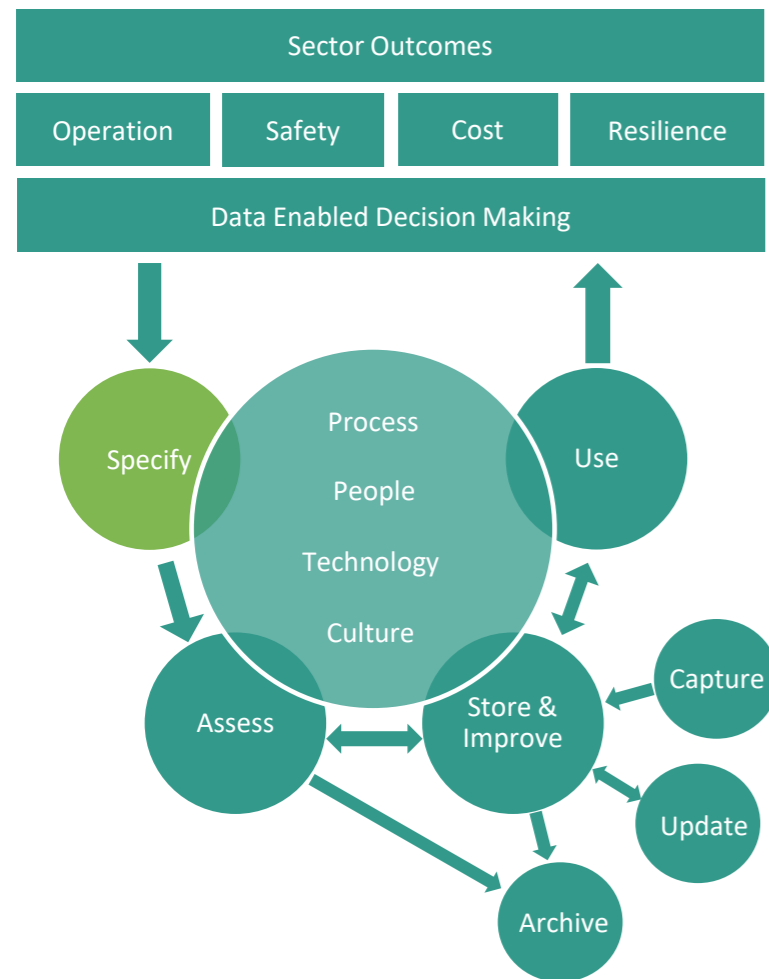 Sector Outcomes
Operation
Safety
Cost
Resilience
Data Enabled Decision Making
Process
People
Technology
Culture
Specify
Use
Assess
Store &
Improve
Capture
Update
Archive